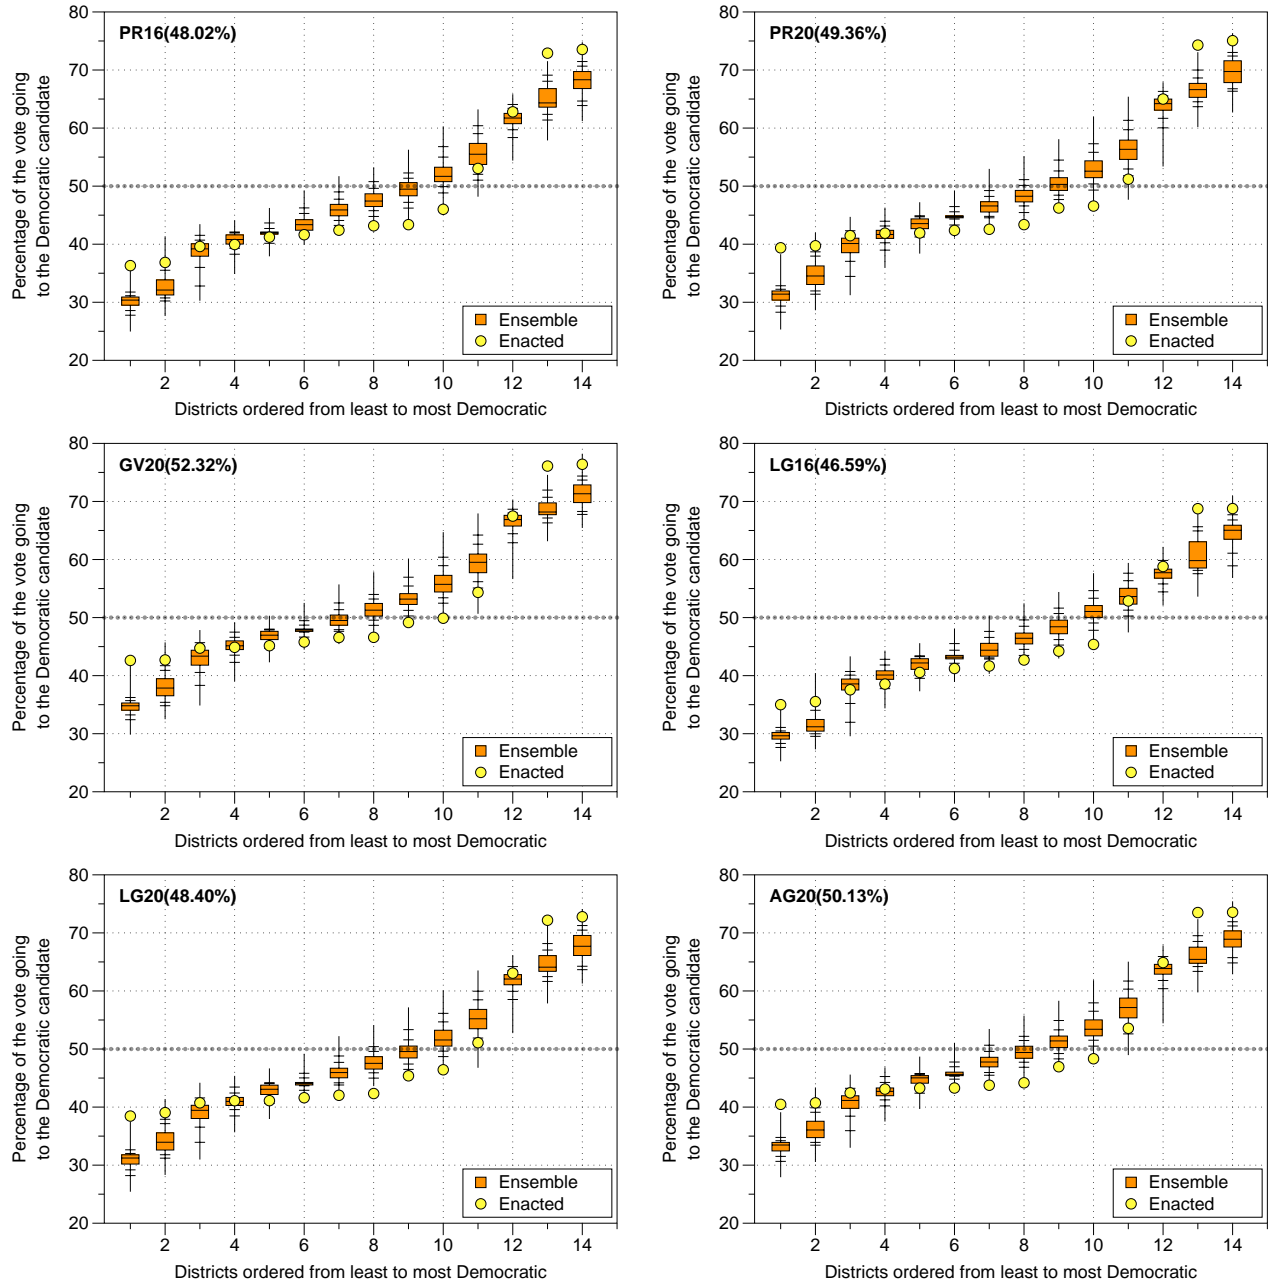 PR16(48.02%)
80
70
60
50
40
30
20
Percentage of the vote going
to the Democratic candidate
Ensemble
Enacted
2 4 6 8 10 12 14
Districts ordered from least to most Democratic
PR20(49.36%)
80
70
60
50
40
30
20
Percentage of the vote going
to the Democratic candidate
Ensemble
Enacted
2 4 6 8 10 12 14
Districts ordered from least to most Democratic
GV20(52.32%)
80
70
60
50
40
30
20
Percentage of the vote going
to the Democratic candidate
Ensemble
Enacted
2 4 6 8 10 12 14
Districts ordered from least to most Democratic
LG16(46.59%)
80
70
60
50
40
30
20
Percentage of the vote going
to the Democratic candidate
Ensemble
Enacted
2 4 6 8 10 12 14
Districts ordered from least to most Democratic
LG20(48.40%)
80
70
60
50
40
30
20
Percentage of the vote going
to the Democratic candidate
Ensemble
Enacted
2 4 6 8 10 12 14
Districts ordered from least to most Democratic
AG20(50.13%)
80
70
60
50
40
30
20
Percentage of the vote going
to the Democratic candidate
Ensemble
Enacted
2 4 6 8 10 12 14
Districts ordered from least to most Democratic